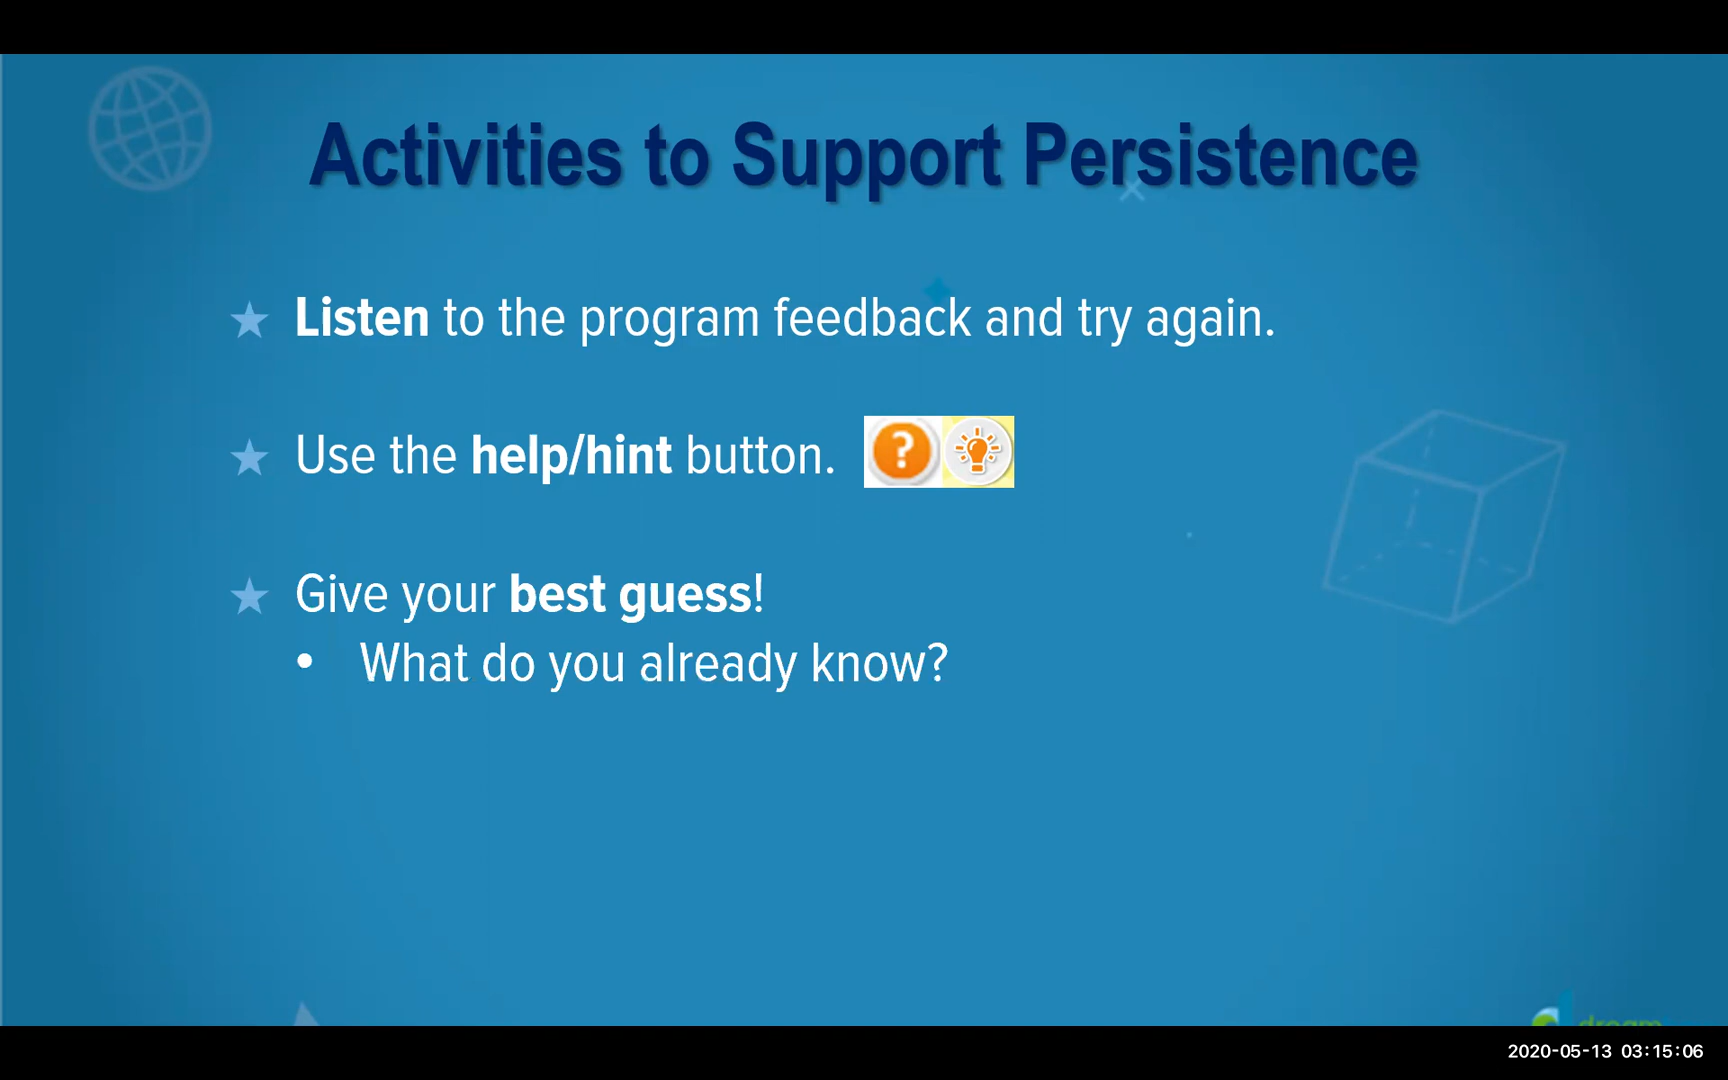 Activities to Support Persistence
★ Listen to the program feedback and try again.
★ Use the help/hint button. ?
★ Give your best guess!
• What do you already know?
2020-05-13 03:15:06